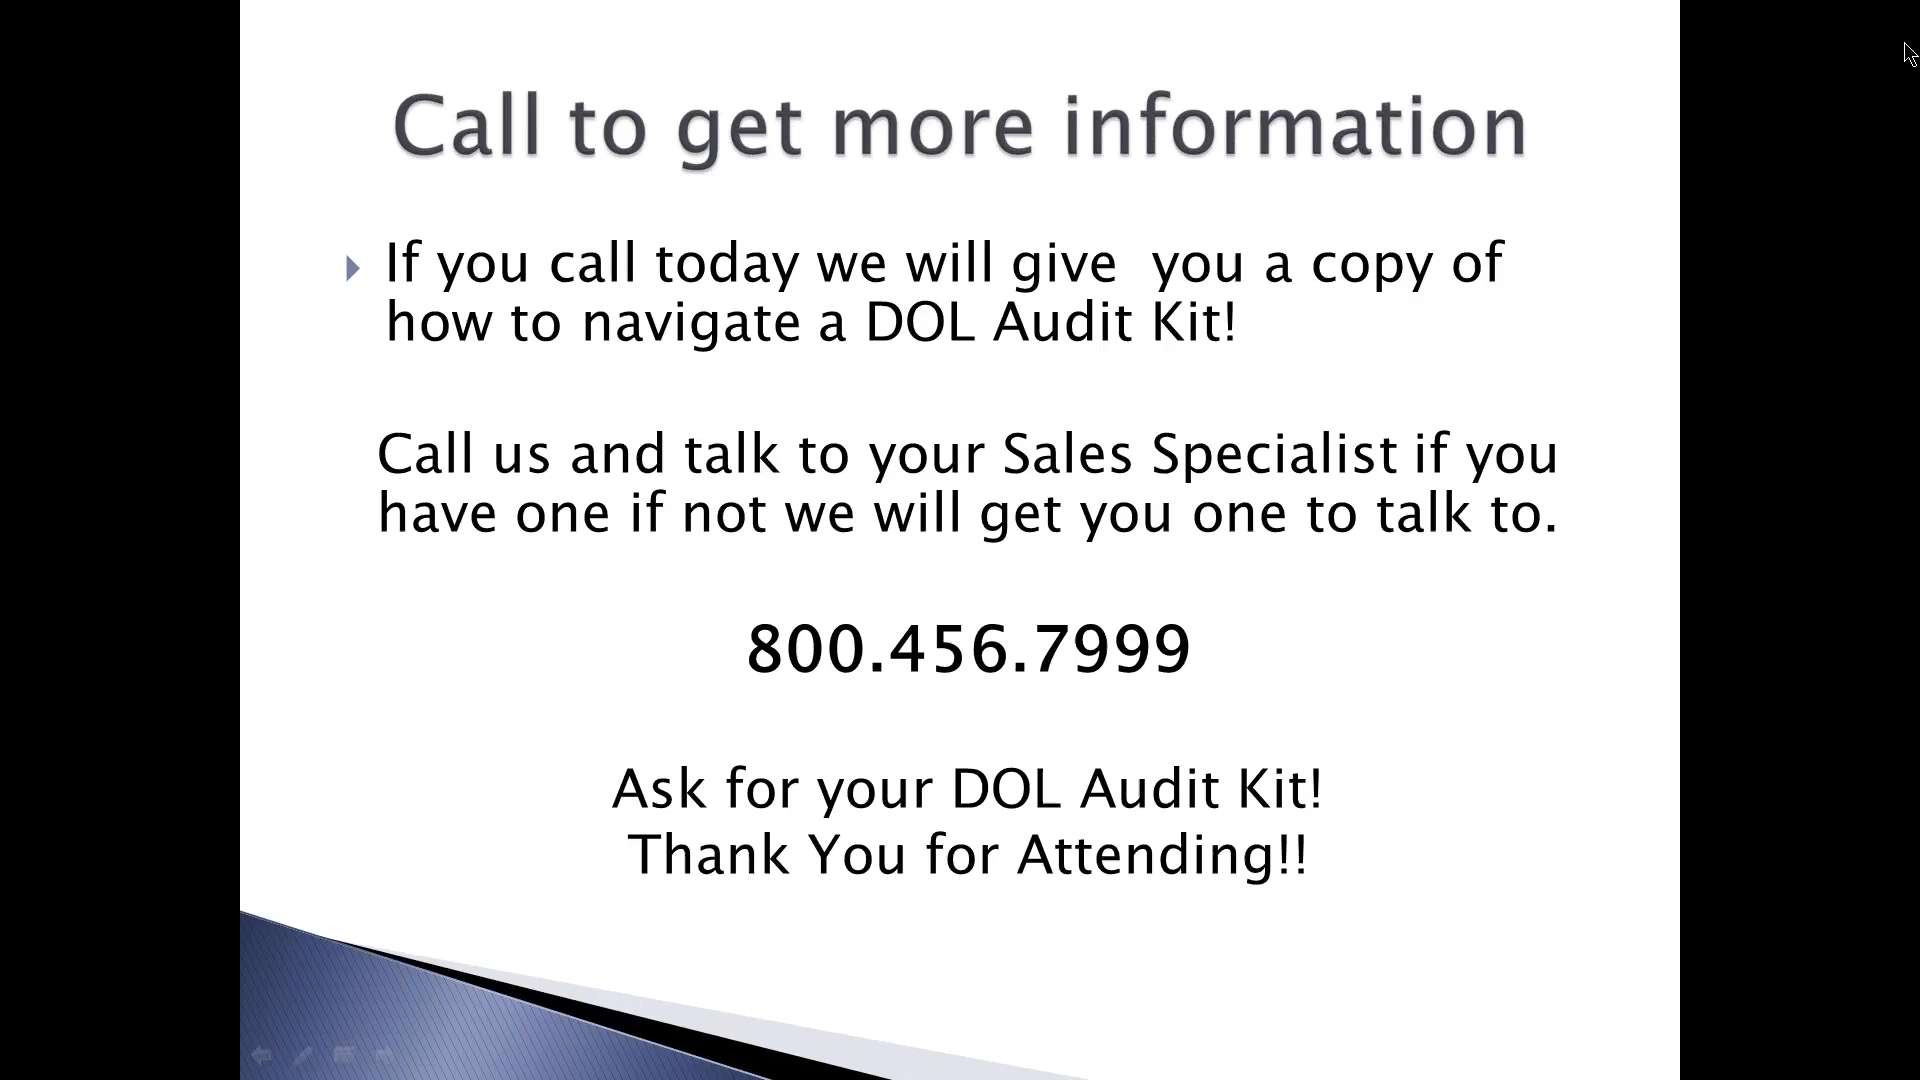 Call to get more information
If you call today we will give  you a copy of
how to navigate a DOL Audit Kit!
Call us and talk to your Sales Specialist if you
have one if not we will get you one to talk to.
800.456.7999
Ask for your DOL Audit Kit!
Thank You for Attending!!